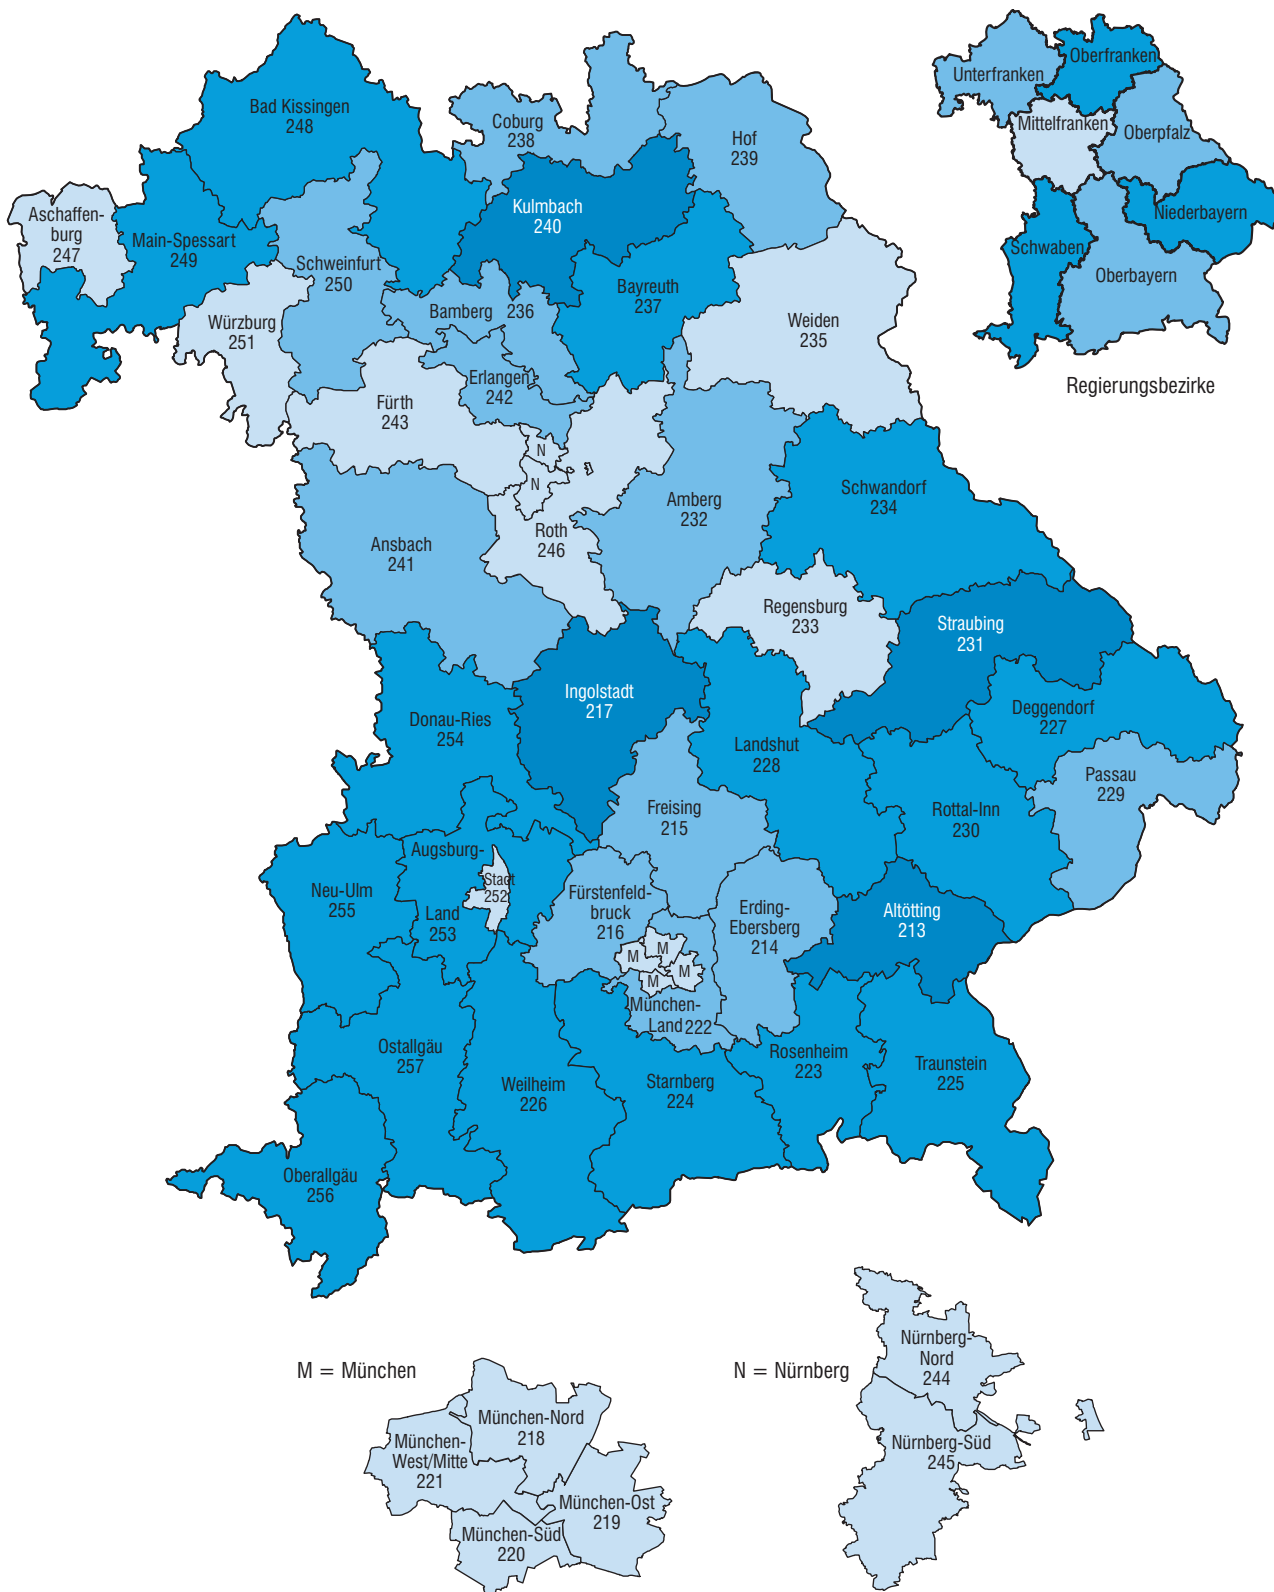 Bad Kissingen
248
Coburg
238
Hof
239
Kulmbach
240
Aschaffen-
burg
247
Main-Spessart
249
Schweinfurt
250
Bayreuth
237
Bamberg 236
Würzburg
251
Weiden
235
Erlangen
242
Fürth
243
N
N
Schwandorf
234
Amberg
232
Roth
246
Ansbach
241
Regensburg
233
Straubing
231
Ingolstadt
217
Deggendorf
227
Donau-Ries
254
Landshut
228
Passau
229
Freising
215
Rottal-Inn
230
Augsburg-
Stadt
252
Land
253
Neu-Ulm
255
Fürstenfeld-
bruck
216
Erding-
Ebersberg
214
Altötting
213
M
M
M
M
München-
Land 222
Ostallgäu
257
Weilheim
226
Starnberg
224
Rosenheim
223
Traunstein
225
Oberallgäu
256
Unterfranken
Oberfranken
Mittelfranken
Oberpfalz
Niederbayern
Schwaben
Oberbayern
Regierungsbezirke
M = München
München-Nord
218
München-
West/Mitte
221
München-Ost
219
München-Süd
220
N = Nürnberg
Nürnberg-
Nord
244
Nürnberg-Süd
245